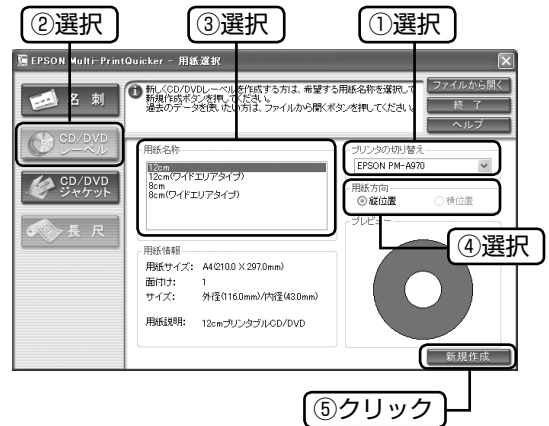 ②選択
③選択
①選択
EPSON Multi-PrintQuicker - 用紙選択
名 刺
CD/DVD
レーベル
CD/DVD
ジャケット
長 尺
新しくCD/DVDレーベルを作成する方は、希望する用紙名称を選択して
新規作成ボタンを押してください。
過去のデータを使いたい方は、ファイルから開くボタンを押してください。
ファイルから開く
終 了
ヘルプ
用紙名称
12cm
12cm(ワイドエリアタイプ)
8cm
8cm(ワイドエリアタイプ)
プリンタの切り替え
EPSON PM-A970
用紙方向
縦位置
横位置
プレビュー
④選択
用紙情報
用紙サイズ: A4(210.0 X 297.0mm)
面付け: 1
サイズ: 外径(116.0mm)/内径(43.0mm)
用紙説明: 12cmプリンタブルCD/DVD
新規作成
⑤クリック